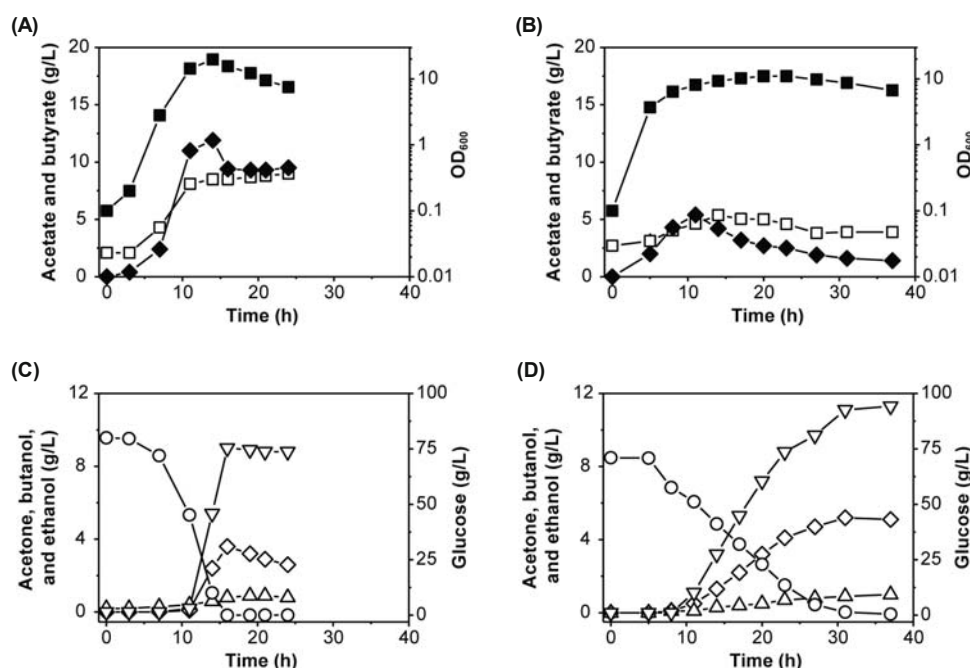 (A)
20
15
10
5
0
Acetate and butyrate (g/L)
10
1
0.1
0.01
OD600
0 10 20 30 40
Time (h)
(B)
20
15
10
5
0
Acetate and butyrate (g/L)
10
1
0.1
0.01
OD600
0 10 20 30 40
Time (h)
(C)
12
8
4
0
Acetone, butanol,
and ethanol (g/L)
100
75
50
25
0
Glucose (g/L)
0 10 20 30 40
Time (h)
(D)
12
8
4
0
Acetone, butanol,
and ethanol (g/L)
100
75
50
25
0
Glucose (g/L)
0 10 20 30 40
Time (h)